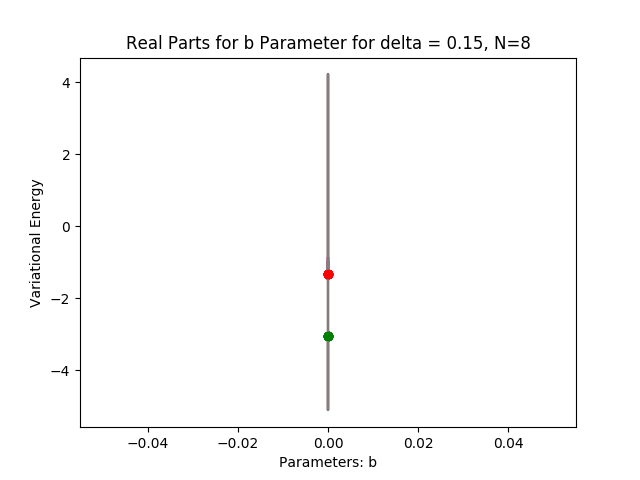 Real Parts for b Parameter for delta = 0.15, N=8
Variational Energy
4
2
0
−2
−4
−0.04 −0.02 0.00 0.02 0.04
Parameters: b